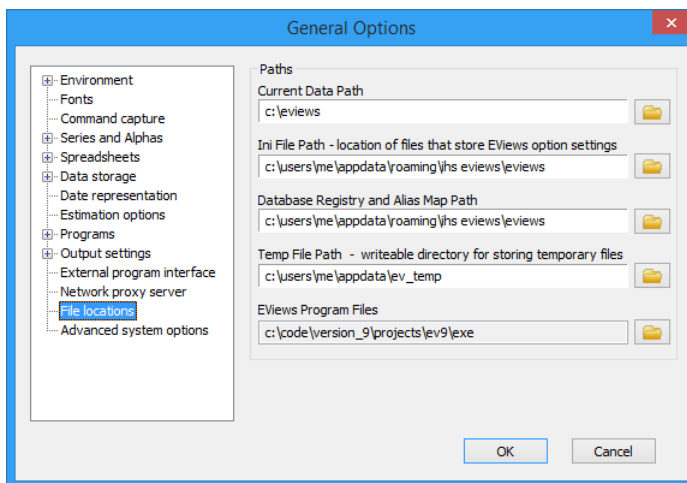 General Options
Environment
Fonts
Command capture
Series and Alphas
Spreadsheets
Data storage
Date representation
Estimation options
Programs
Output settings
External program interface
Network proxy server
File locations
Advanced system options
Paths
Current Data Path
c:\eviews
Ini File Path - location of files that store EViews option settings
c:\users\me\appdata\roaming\ihs eviews\eviews
Database Registry and Alias Map Path
c:\users\me\appdata\roaming\ihs eviews\eviews
Temp File Path - writeable directory for storing temporary files
c:\users\me\appdata\ev_temp
EViews Program Files
c:\code\version_9\projects\ev9\exe
OK Cancel